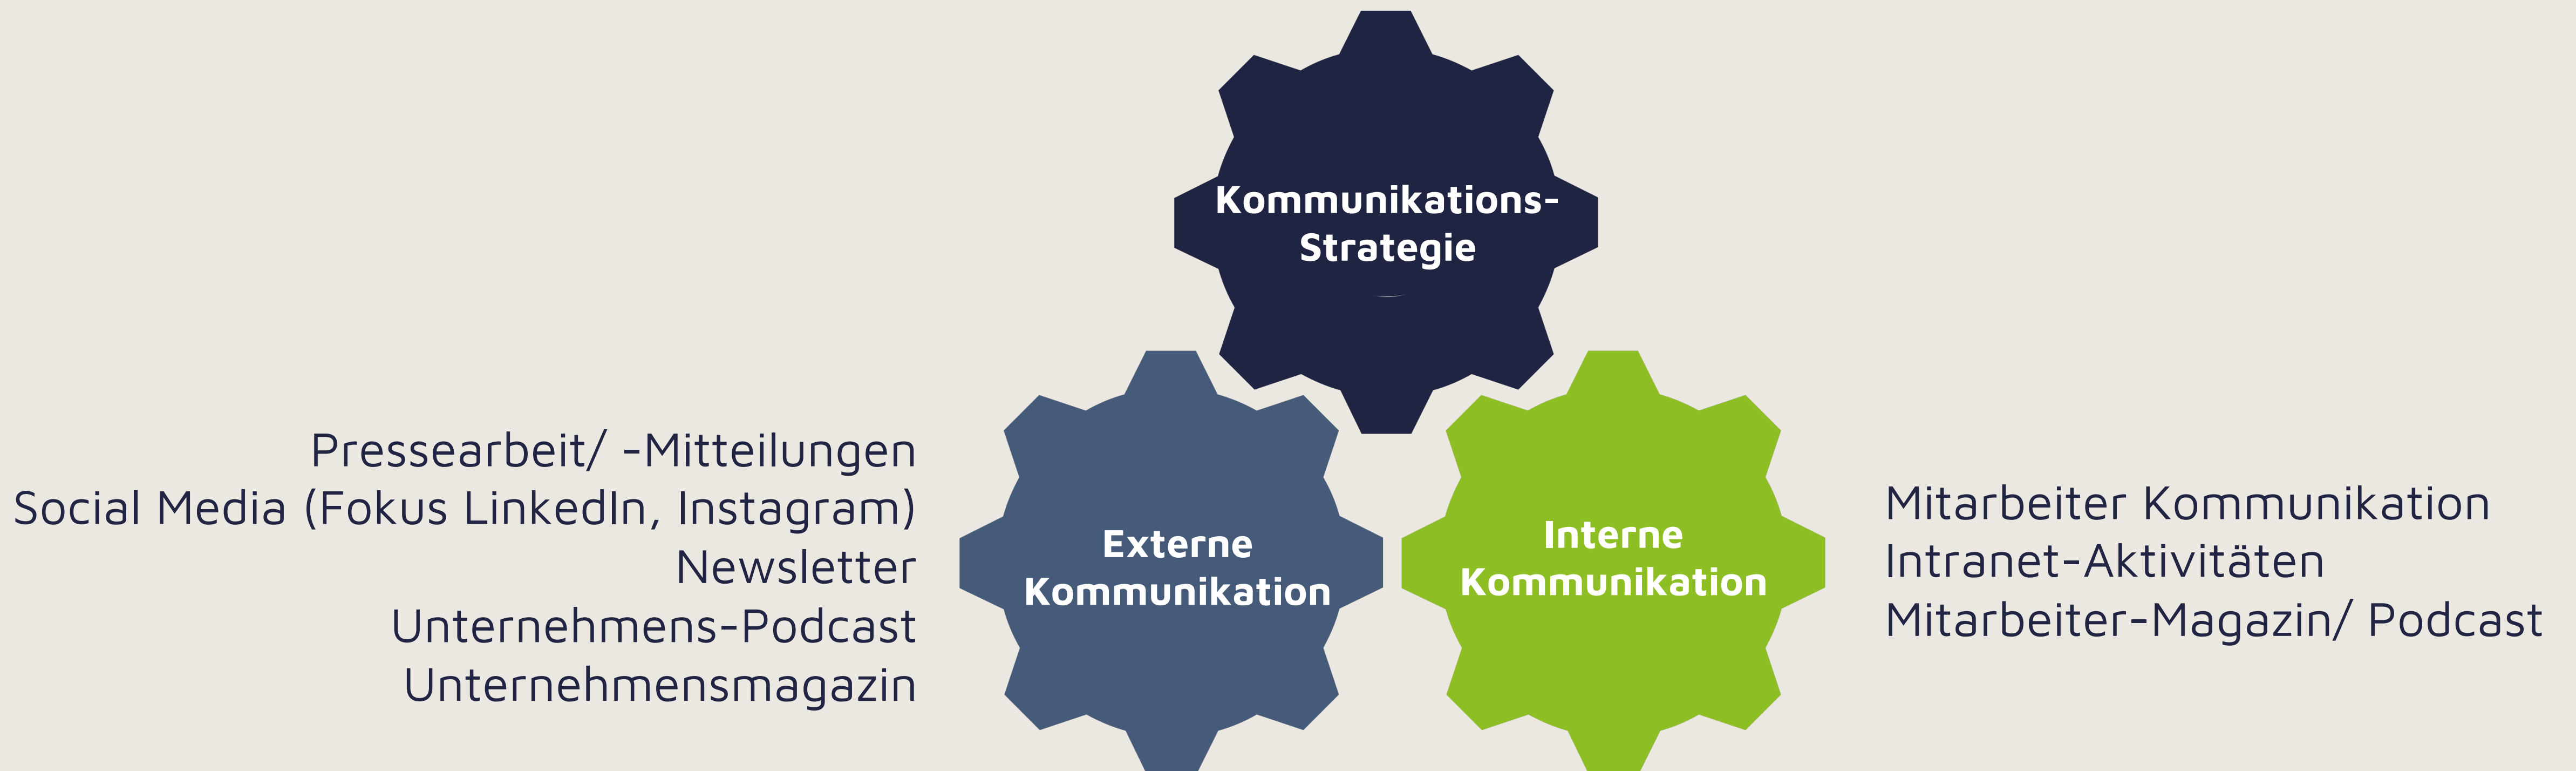 Kommunikations-
Strategie
Pressearbeit/ -Mitteilungen
Social Media (Fokus LinkedIn, Instagram)
Newsletter
Unternehmens-Podcast
Unternehmensmagazin
Externe
Kommunikation
Interne
Kommunikation
Mitarbeiter Kommunikation
Intranet-Aktivitäten
Mitarbeiter-Magazin/ Podcast